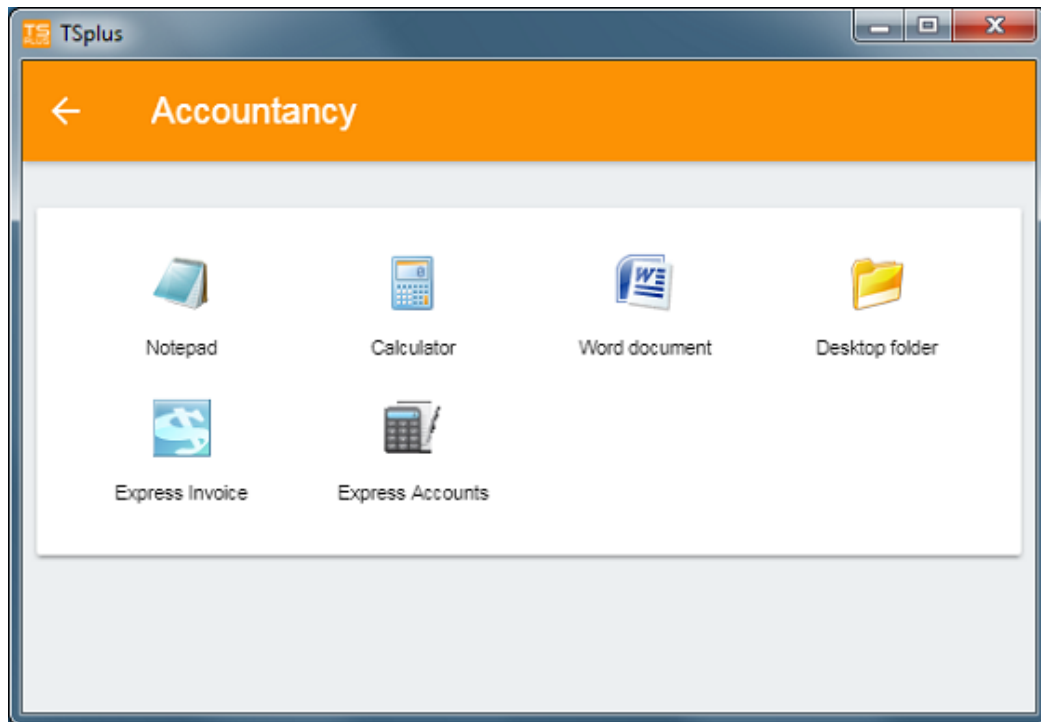 TSplus
Accountancy
Notepad
Calculator
Word document
Desktop folder
Express Invoice
Express Accounts